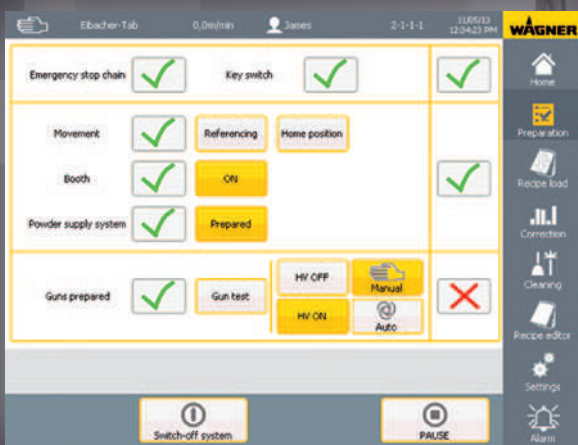 Eibacher-Tab 0,0m/min James 2-1-1-1 11/05/13
12:04:23 PM
WAGNER
Emergency stop chain Key switch
Home
Movement Referencing Home position
Preparation
Booth ON
Recipe load
Powder supply system Prepared
Correction
Guns prepared Gun test HV OFF Manual
HV ON Auto
Cleaning
Recipe editor
Settings
Switch-off system PAUSE
Alarm